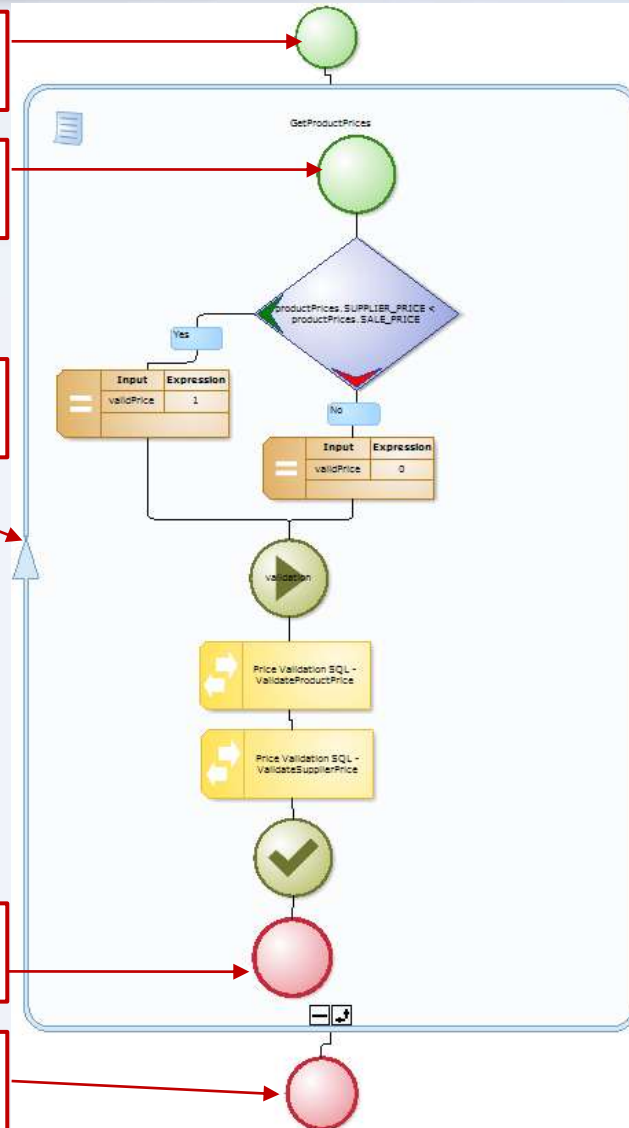 GetProductPrices
productPrices.SUPPLIER_PRICE <
productPrices.SALE_PRICE
Yes
Input Expression
validPrice 1
No
Input Expression
validPrice 0
validation
Price Validation SQL -
ValidateProductPrice
Price Validation SQL -
ValidateSupplierPrice